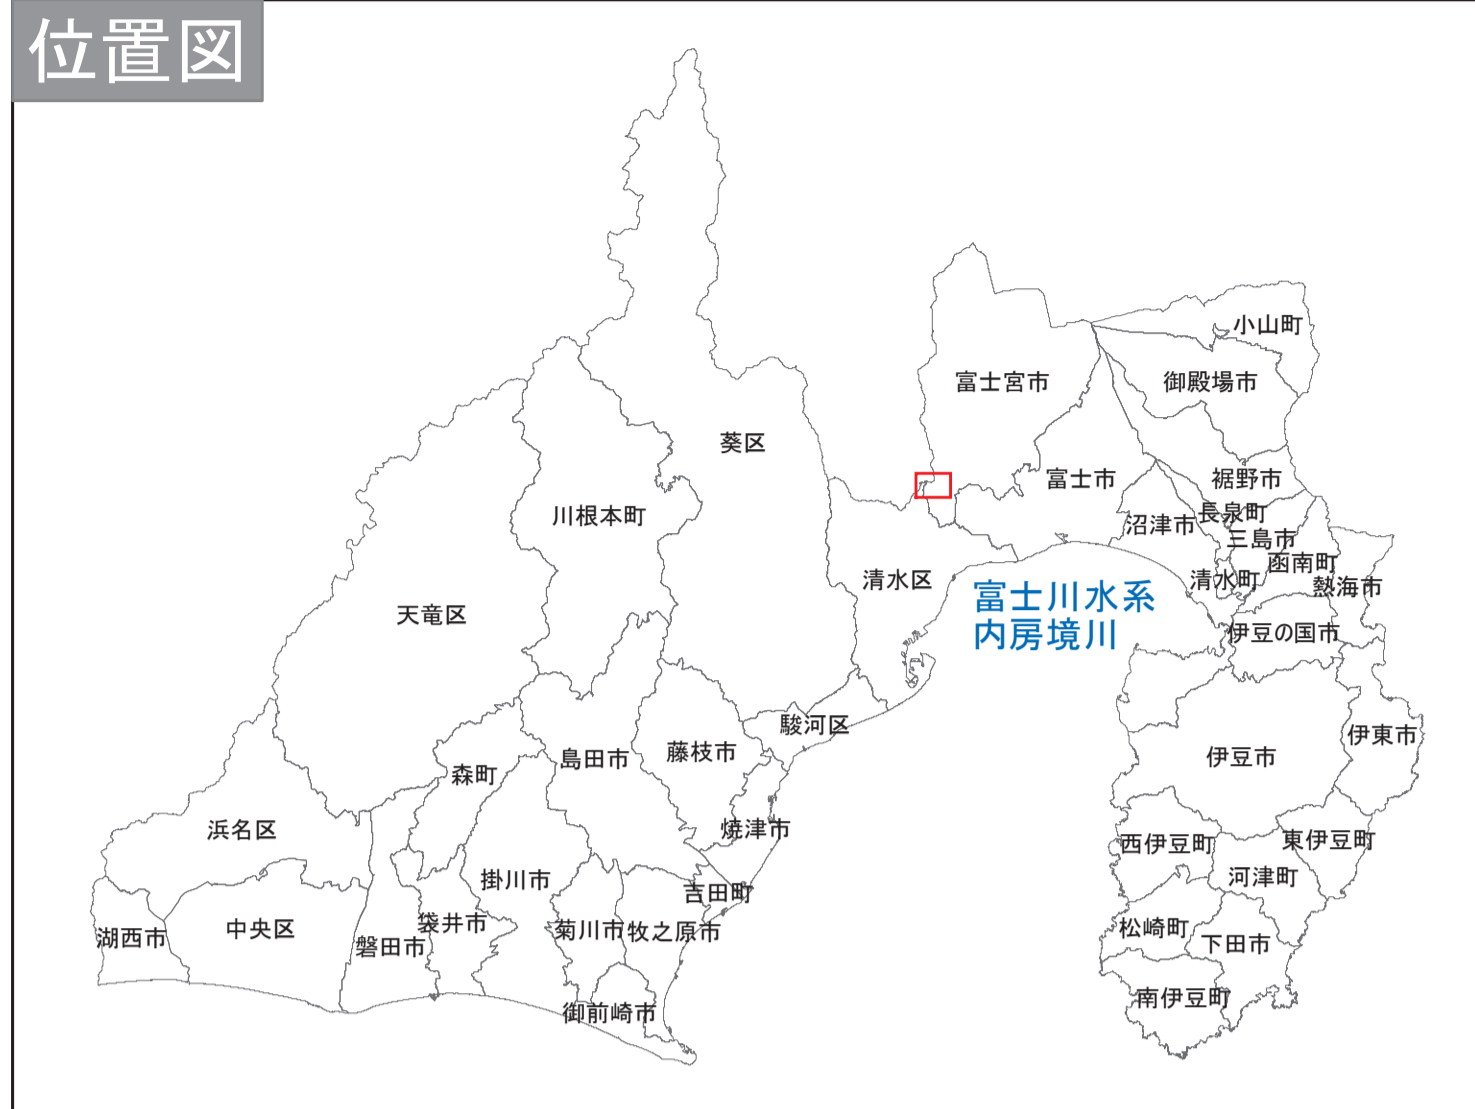 位置図
小山町
富士宮市
御殿場市
葵区
富士市
裾野市
川根本町
沼津市
長泉町
三島市
函南町
清水区
清水町
熱海市
富士川水系
内房境川
天竜区
伊豆の国市
駿河区
伊東市
藤枝市
島田市
伊豆市
森町
浜名区
焼津市
西伊豆町
東伊豆町
掛川市
河津町
吉田町
袋井市
中央区
菊川市
牧之原市
松崎町
湖西市
磐田市
下田市
南伊豆町
御前崎市